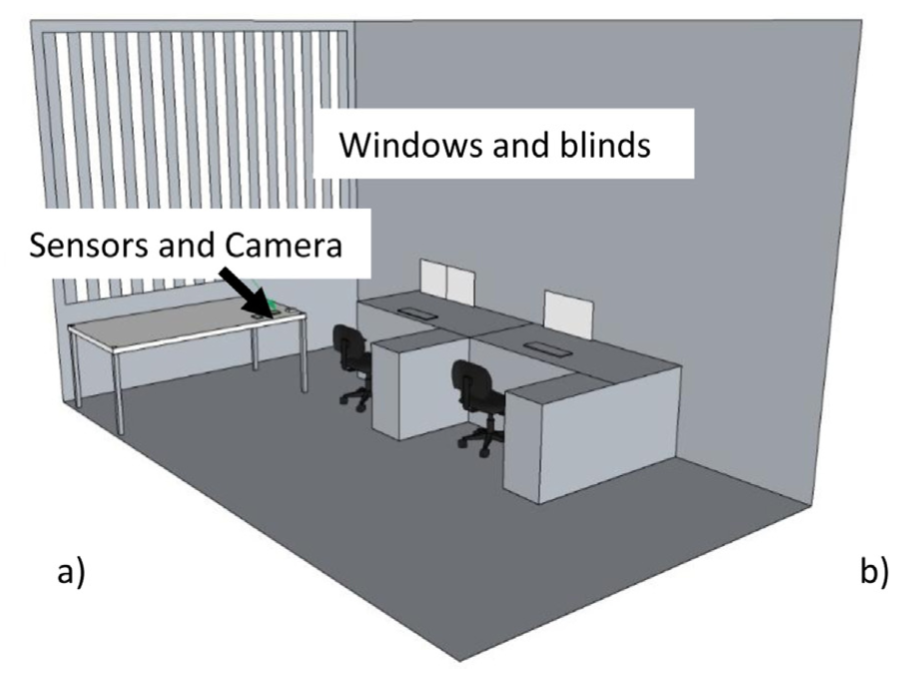 Windows and blinds
Sensors and Camera
a)
b)